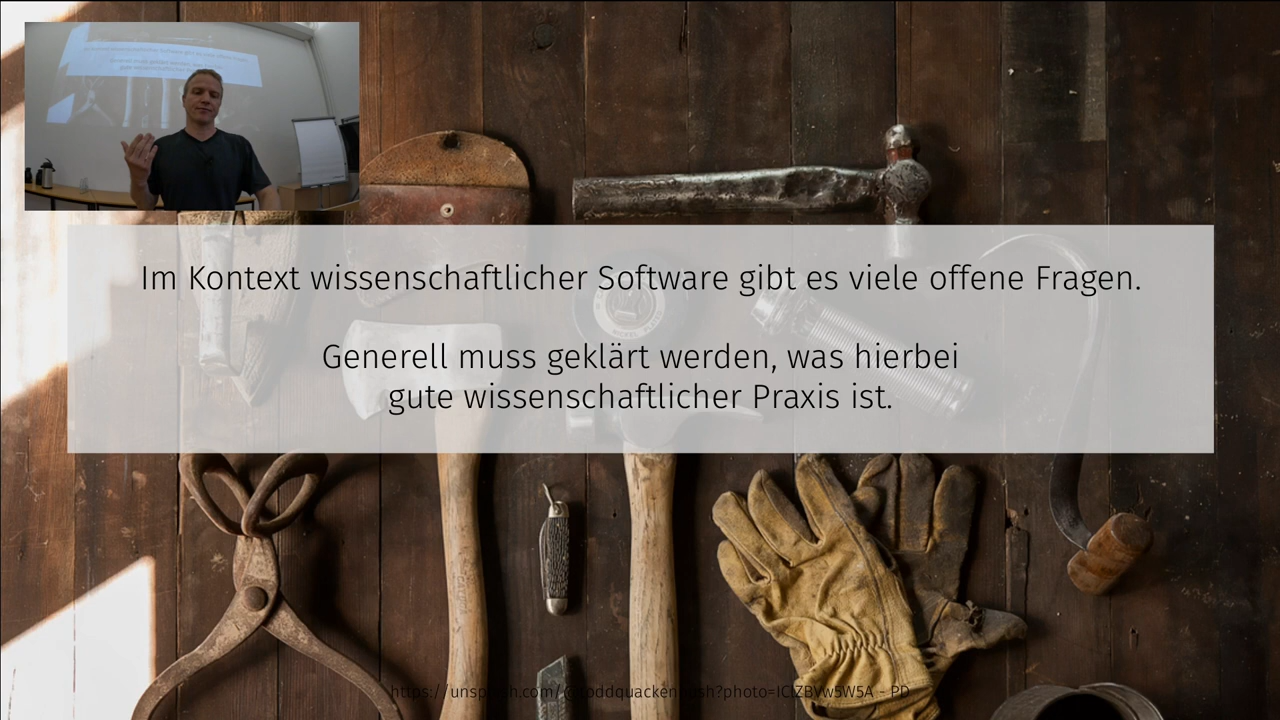 Im Kontext wissenschaftlicher Software gibt es viele offene Fragen.
Generell muss geklärt werden, was hierbei
gute wissenschaftlicher Praxis ist.